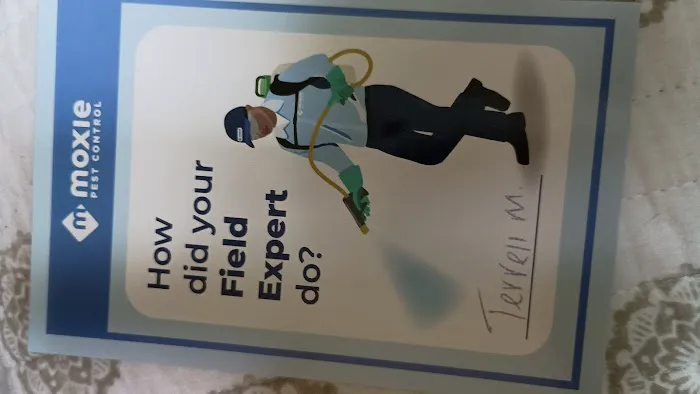 moxie
PEST CONTROL
How
did your
Field
Expert
do?
Terrell M.